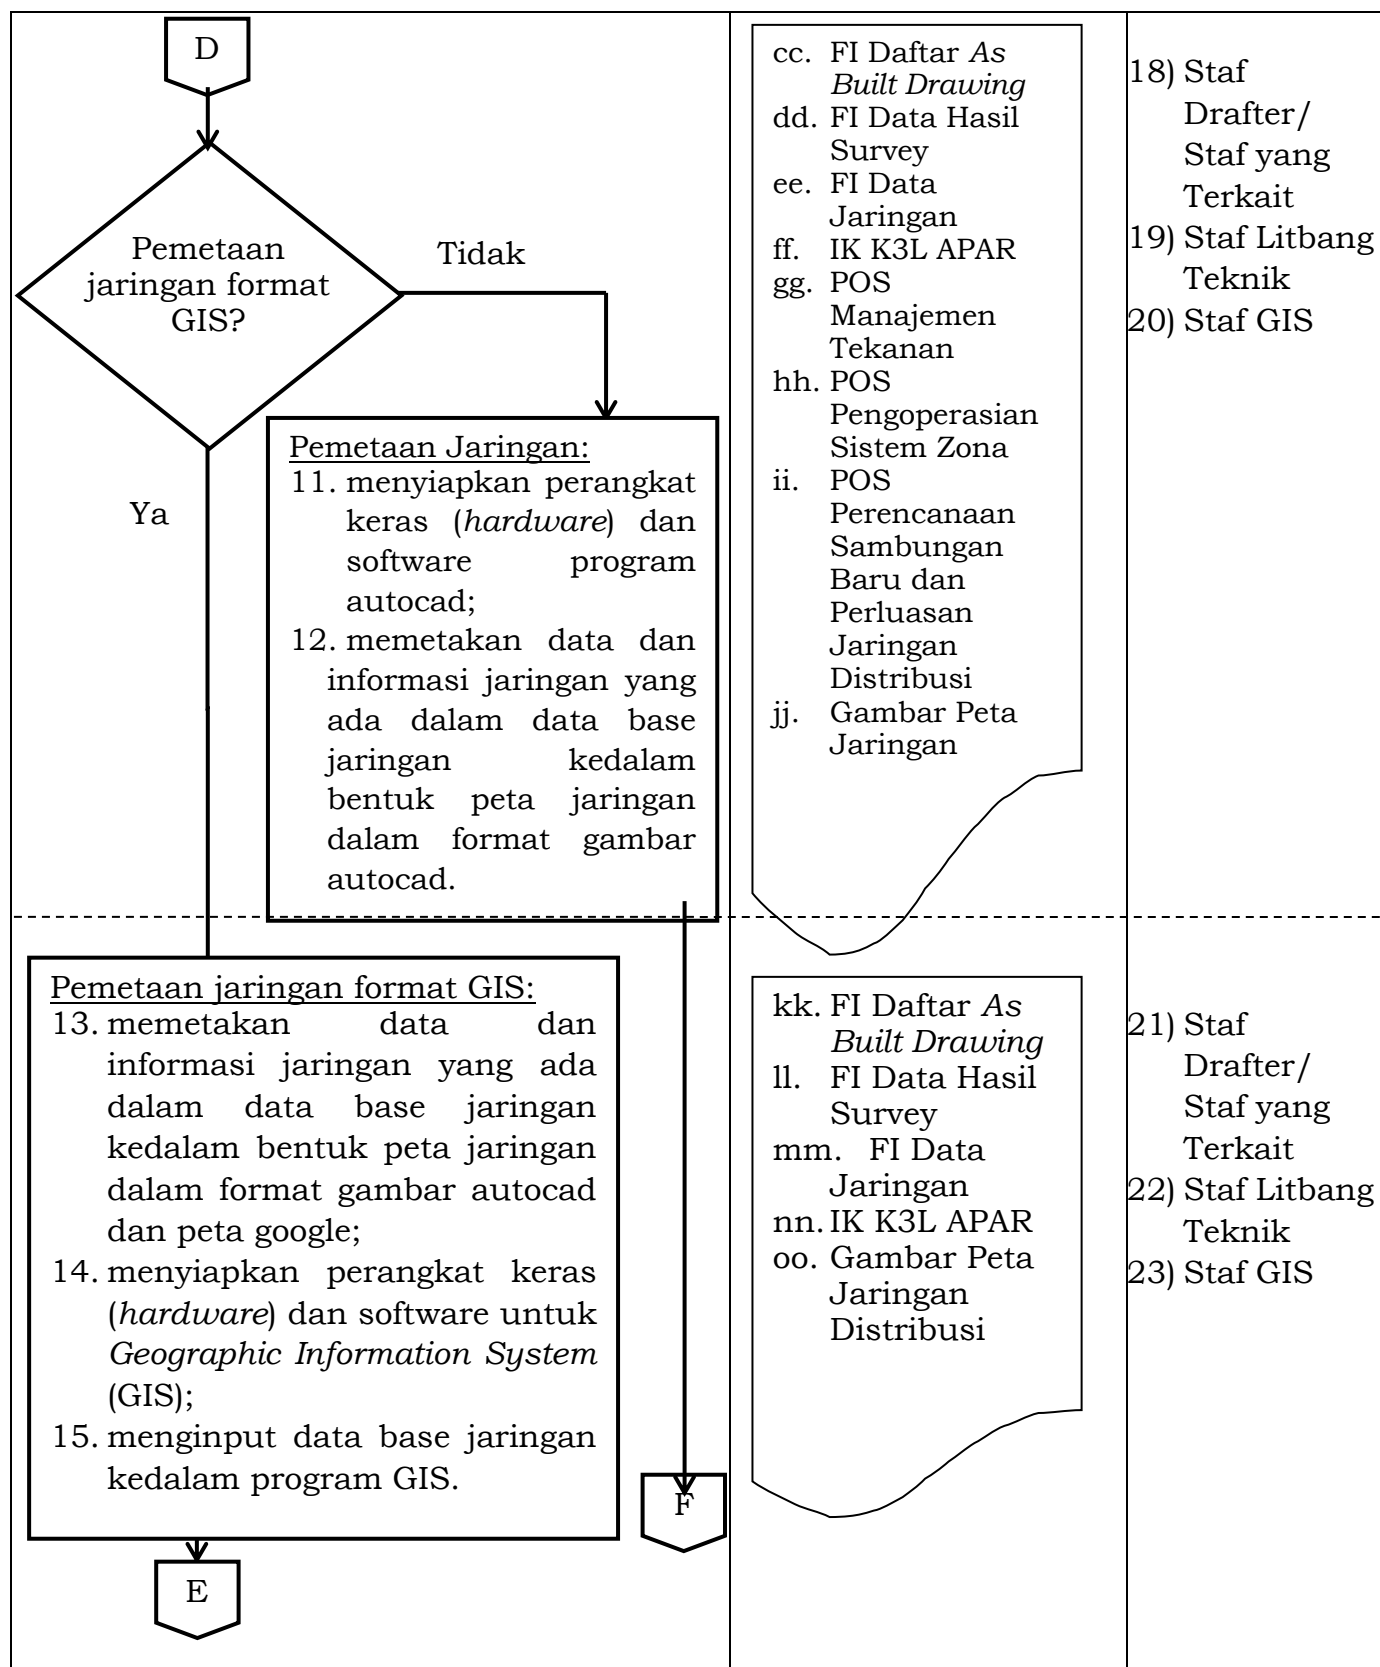 D
Pemetaan
jaringan format
GIS?
Tidak
Ya
Pemetaan Jaringan:
11. menyiapkan perangkat
keras (hardware) dan
software program
autocad;
12. memetakan data dan
informasi jaringan yang
ada dalam data base
jaringan kedalam
bentuk peta jaringan
dalam format gambar
autocad.
cc. FI Daftar As
Built Drawing
dd. FI Data Hasil
Survey
ee. FI Data
Jaringan
ff. IK K3L APAR
gg. POS
Manajemen
Tekanan
hh. POS
Pengoperasian
Sistem Zona
ii. POS
Perencanaan
Sambungan
Baru dan
Perluasan
Jaringan
Distribusi
jj. Gambar Peta
Jaringan
18) Staf
Drafter/
Staf yang
Terkait
19) Staf Litbang
Teknik
20) Staf GIS
Pemetaan jaringan format GIS:
13. memetakan data dan
informasi jaringan yang ada
dalam data base jaringan
kedalam bentuk peta jaringan
dalam format gambar autocad
dan peta google;
14. menyiapkan perangkat keras
(hardware) dan software untuk
Geographic Information System
(GIS);
15. menginput data base jaringan
kedalam program GIS.
F
E
kk. FI Daftar As
Built Drawing
ll. FI Data Hasil
Survey
mm. FI Data
Jaringan
nn. IK K3L APAR
oo. Gambar Peta
Jaringan
Distribusi
21) Staf
Drafter/
Staf yang
Terkait
22) Staf Litbang
Teknik
23) Staf GIS